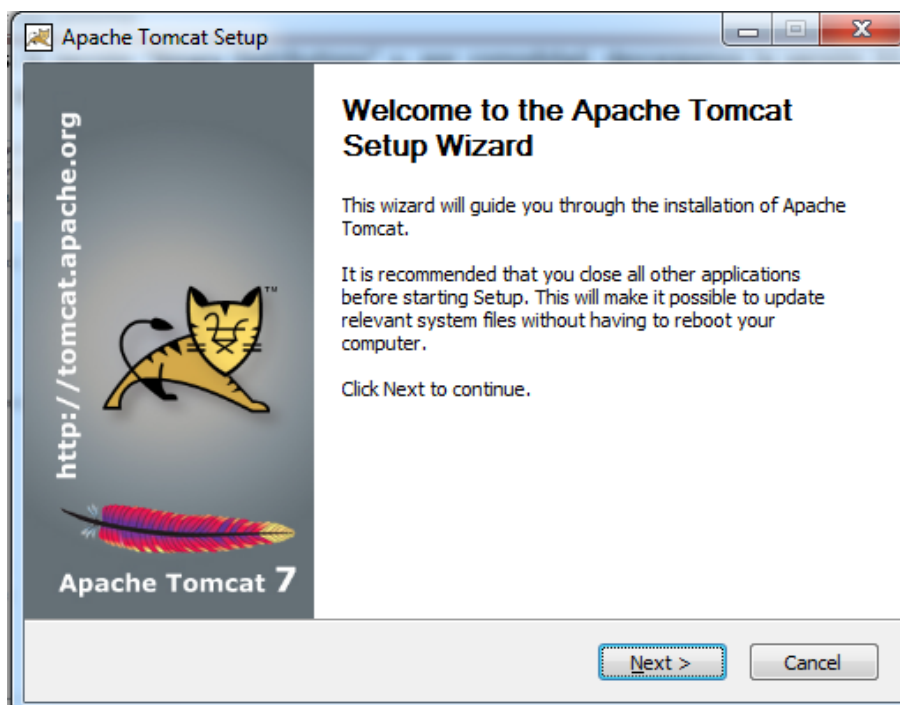 Apache Tomcat Setup
http://tomcat.apache.org
TM
Apache Tomcat 7
Welcome to the Apache Tomcat
Setup Wizard
This wizard will guide you through the installation of Apache
Tomcat.
It is recommended that you close all other applications
before starting Setup. This will make it possible to update
relevant system files without having to reboot your
computer.
Click Next to continue.
Next >
Cancel